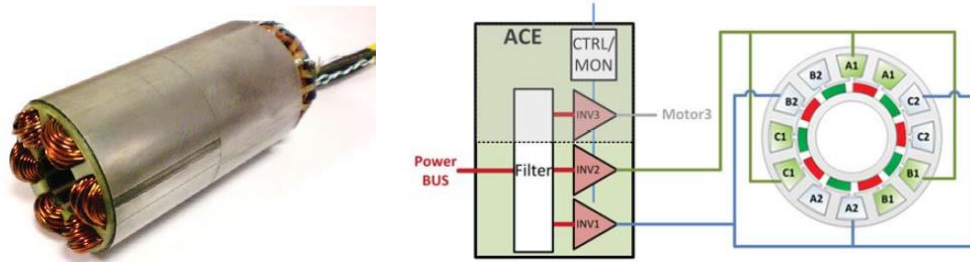 ACE
CTRL/
MON
INV3
Motor3
Power
BUS
Filter
INV2
INV1
A1
A1
B2
C2
B2
C2
C1
B1
C1
B1
A2
A2